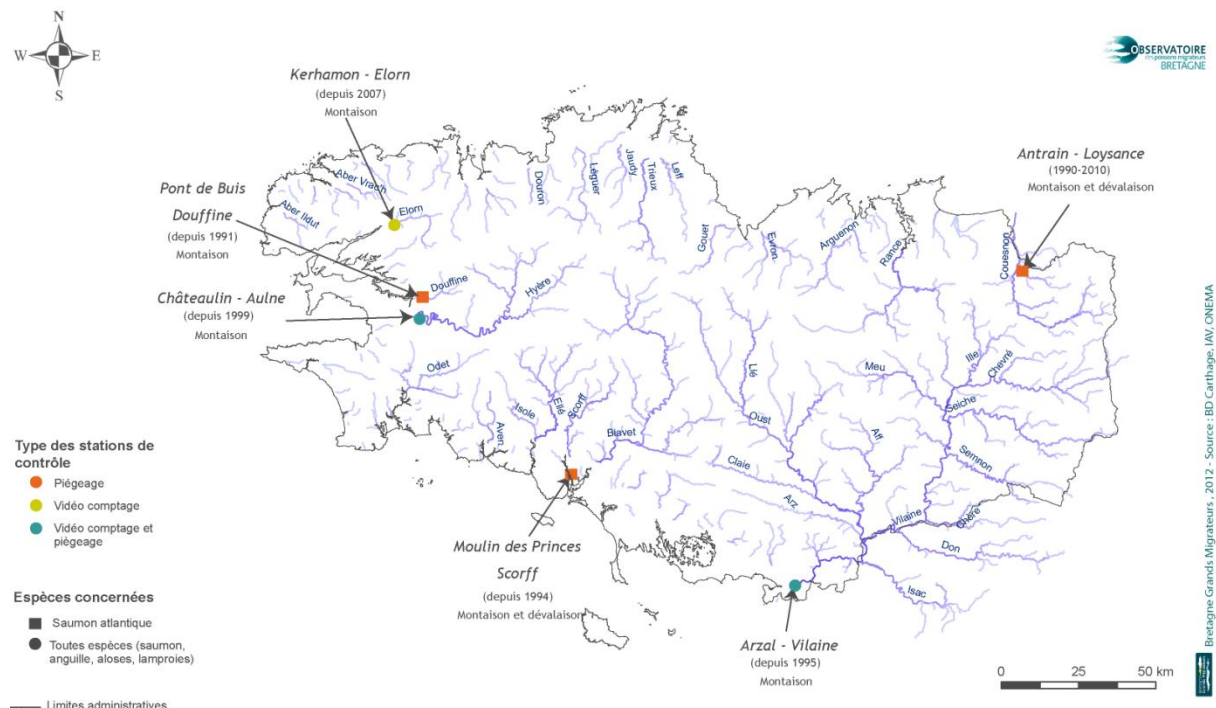 N
W
E
S
OBSERVATOIRE
des poissons migrateurs
BRETAGNE
Kerhamon - Elorn
(depuis 2007)
Montaison
Pont de Buis
Douffine
(depuis 1991)
Montaison
Châteaulin - Aulne
(depuis 1999)
Montaison
Antrain - Loysance
(1990-2010)
Montaison et dévalaison
Aber Vrac'h
Aber Ildut
Elorn
Douron
Léguer
Jaudy
Trieux
Leff
Gouet
Evron
Arguenon
Rance
Couesnon
Douffine
Hyère
Odet
Isole
Ellé
Scorff
Aven
Blavet
Lié
Oust
Claie
Arz
Meu
Aff
Ille
Chevré
Seiche
Semnon
Vilaine
Chère
Don
Isac
Moulin des Princes
Scorff
(depuis 1994)
Montaison et dévalaison
Arzal - Vilaine
(depuis 1995)
Montaison
Type des stations de
contrôle
Piégeage
Vidéo comptage
Vidéo comptage et
piégeage
Espèces concernées
Saumon atlantique
Toutes espèces (saumon,
anguille, aloses, lamproies)
Limites administratives
0 25 50 km
Bretagne Grands Migrateurs , 2012 - Source : BD Carthage, IAV, ONEMA